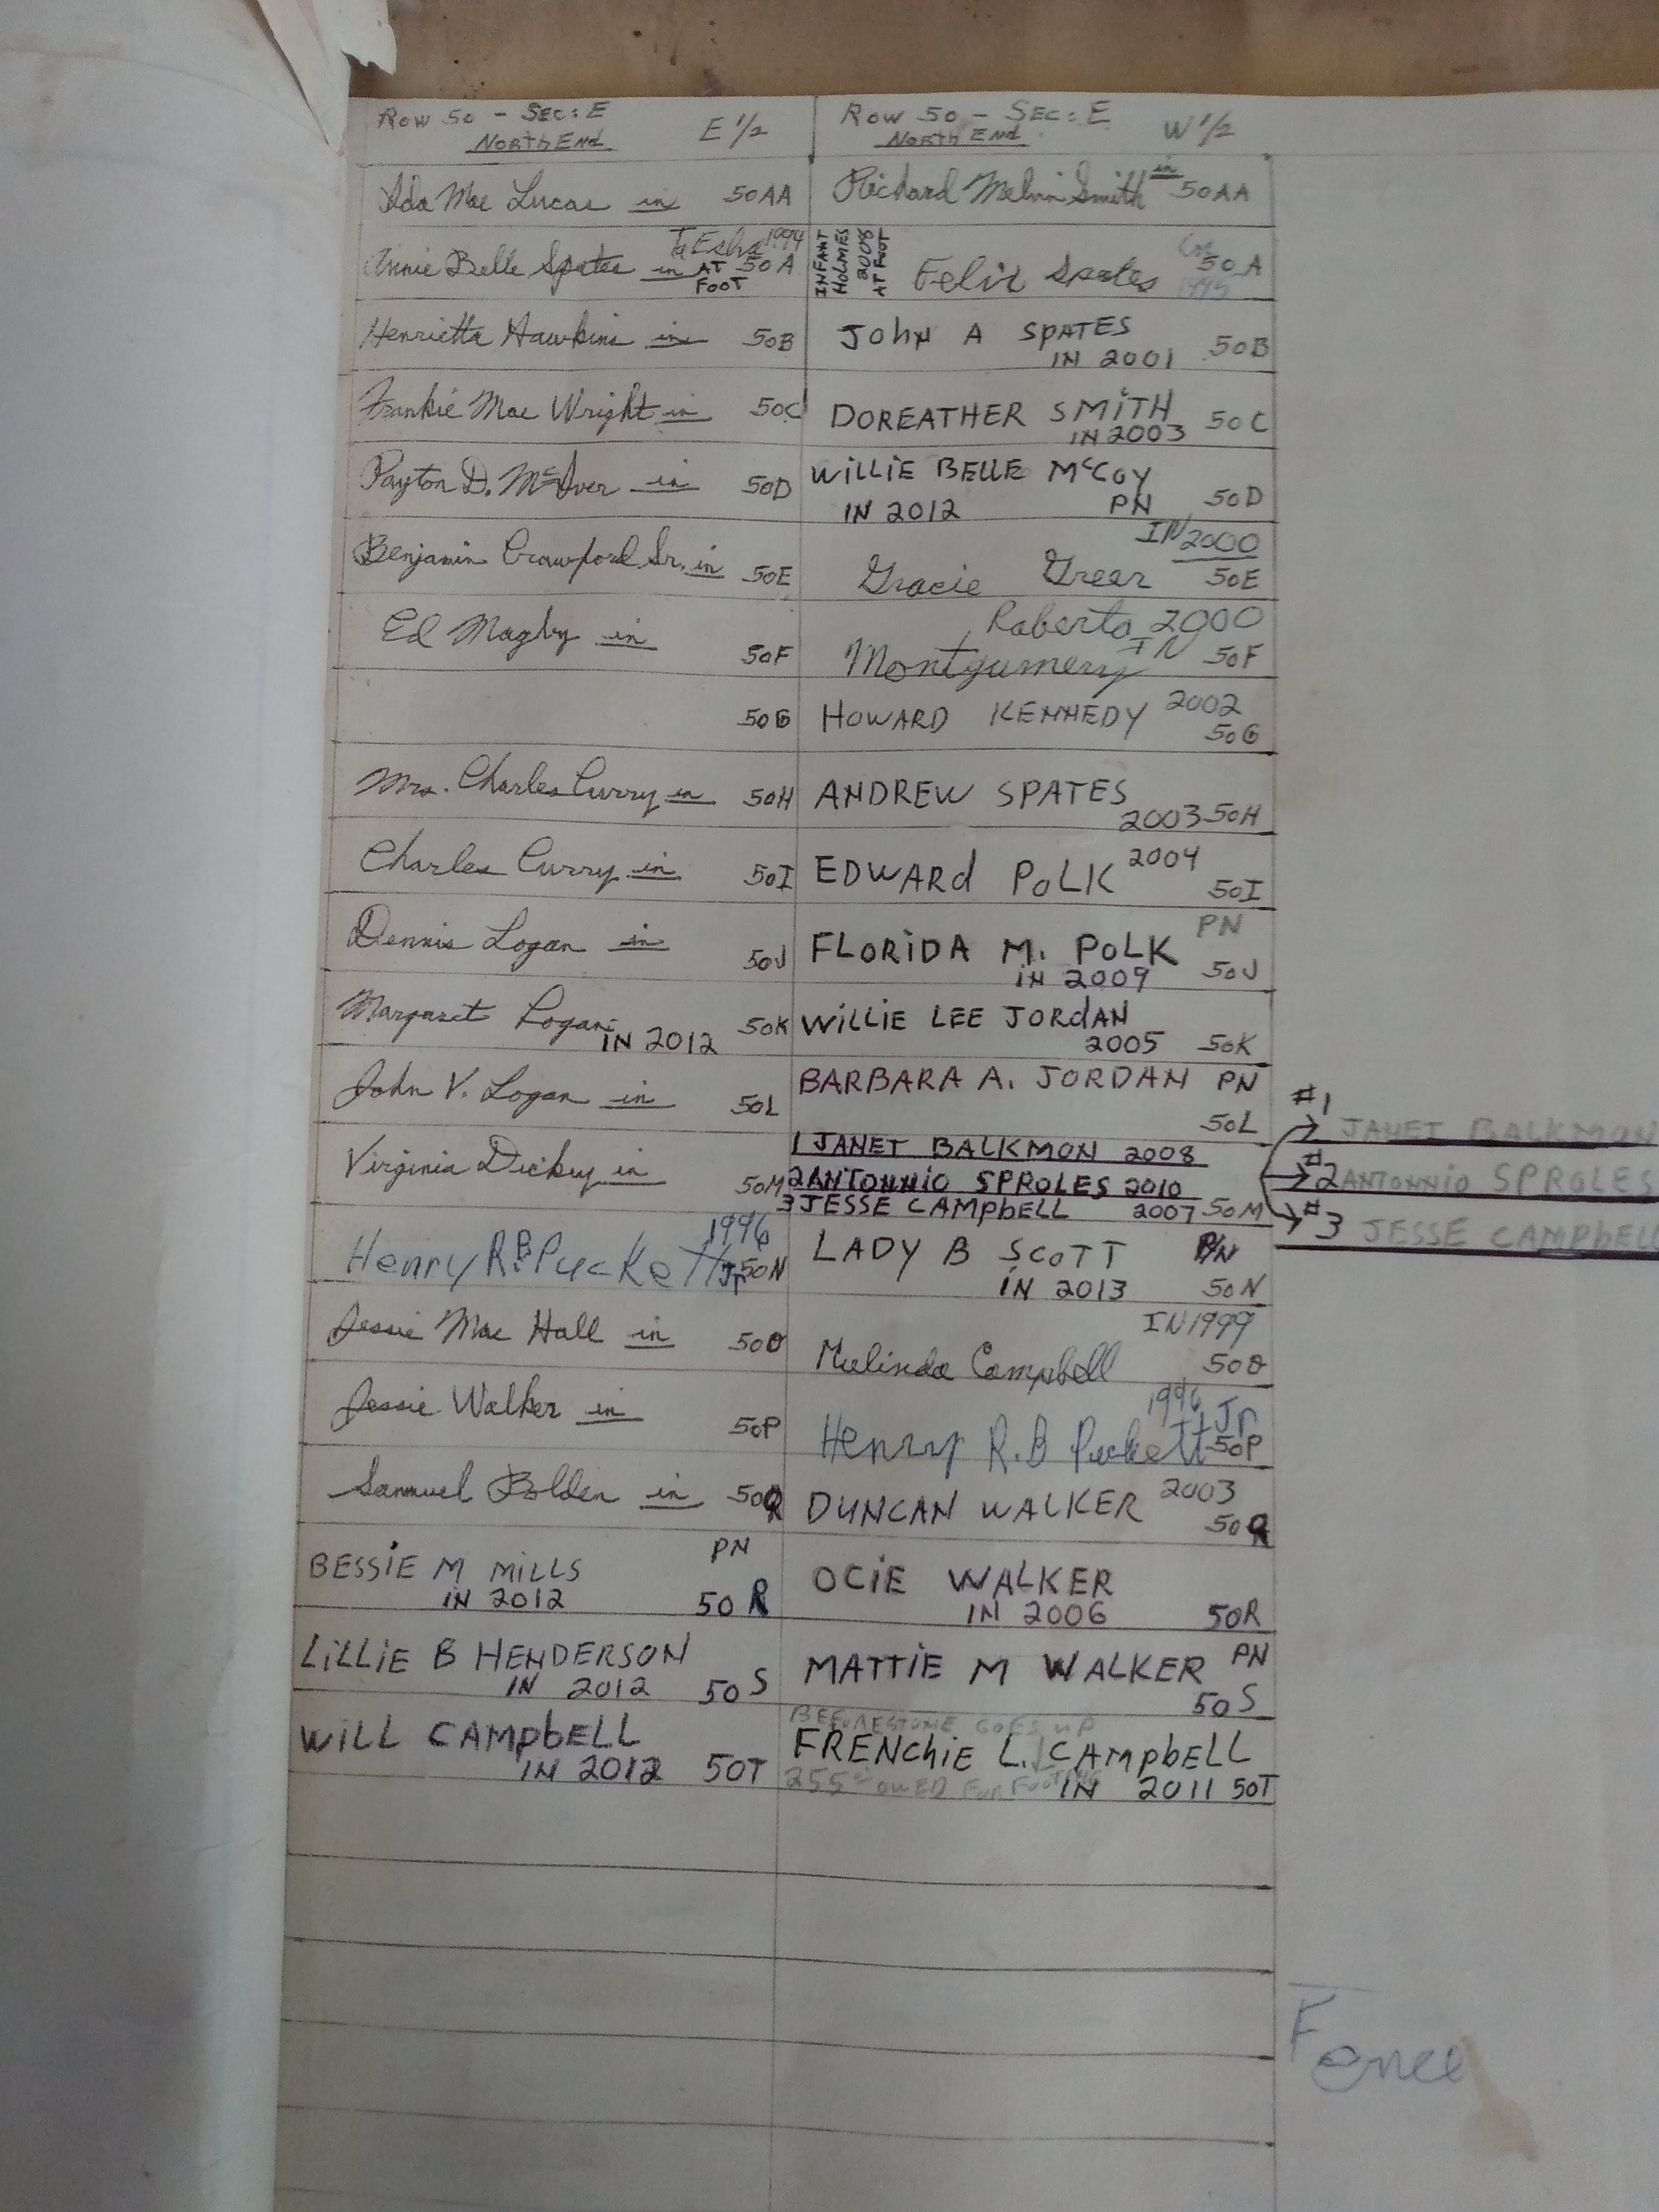 Row 50 - SEC: E E 1/2
North End
Row 50 - SEC: E W 1/2
North End
Ida Mae Lucas in 50AA
Richard Melvin Smith in 50AA
TaEsha 1994
Annie Belle Spates in AT 50A
FOOT
INFANT
HOLMES
2008
AT FOOT
Felix Spates 50A
1995
Henrietta Hawkins in 50B
JOHN A SPATES
IN 2001 50B
Frankie Mae Wright in 50C
DOREATHER SMITH 50C
IN 2003
Payton D. McIver in 50D
WILLIE BELLE McCOY
IN 2012 PN 50D
Benjamin Crawford Sr. in 50E
IN 2000
Gracie Greer 50E
Ed Magby in 50F
Roberta 2000
Montgumery IN 50F
50G
HOWARD KENNEDY 2002
50G
Mrs. Charles Curry in 50H
ANDREW SPATES
2003 50H
Charles Curry in 50I
EDWARd POLK 2004
50I
Dennis Logan in 50J
PN
FLORIDA M. POLK
IN 2009 50J
Margaret Logan 50K
IN 2012
WILLIE LEE JORdAN
2005 50K
John V. Logan in 50L
BARBARA A. JORDAN PN
50L
Virginia Dickey in 50M
1 JANET BALKMON 2008
2 ANTONNIO SPROLES 2010
3 JESSE CAMPbELL 2007 50M
#1 JANET BALKMON
#2 ANTONNIO SPROLES
#3 JESSE CAMPbELL
1996
Henry R.B. Puckett Jr 50N
LADY B SCOTT P/N
IN 2013 50N
Jessie Mae Hall in 50O
IN 1999
Melinda Campbell 50O
Jessie Walker in 50P
1996 Jr
Henry R.B Puckett 50P
Sammuel Bolden in 50Q
DUNCAN WALKER 2003
50Q
PN
BESSIE M MILLS
IN 2012 50R
OCIE WALKER
IN 2006 50R
LILLIE B HENDERSON
IN 2012 50S
MATTIE M WALKER PN
50S
WILL CAMPbELL
IN 2012 50T
BEFORE STONE GOES UP
FRENChIE L. CAMPbELL
255 OWED FOR FOOTING
IN 2011 50T
Fence